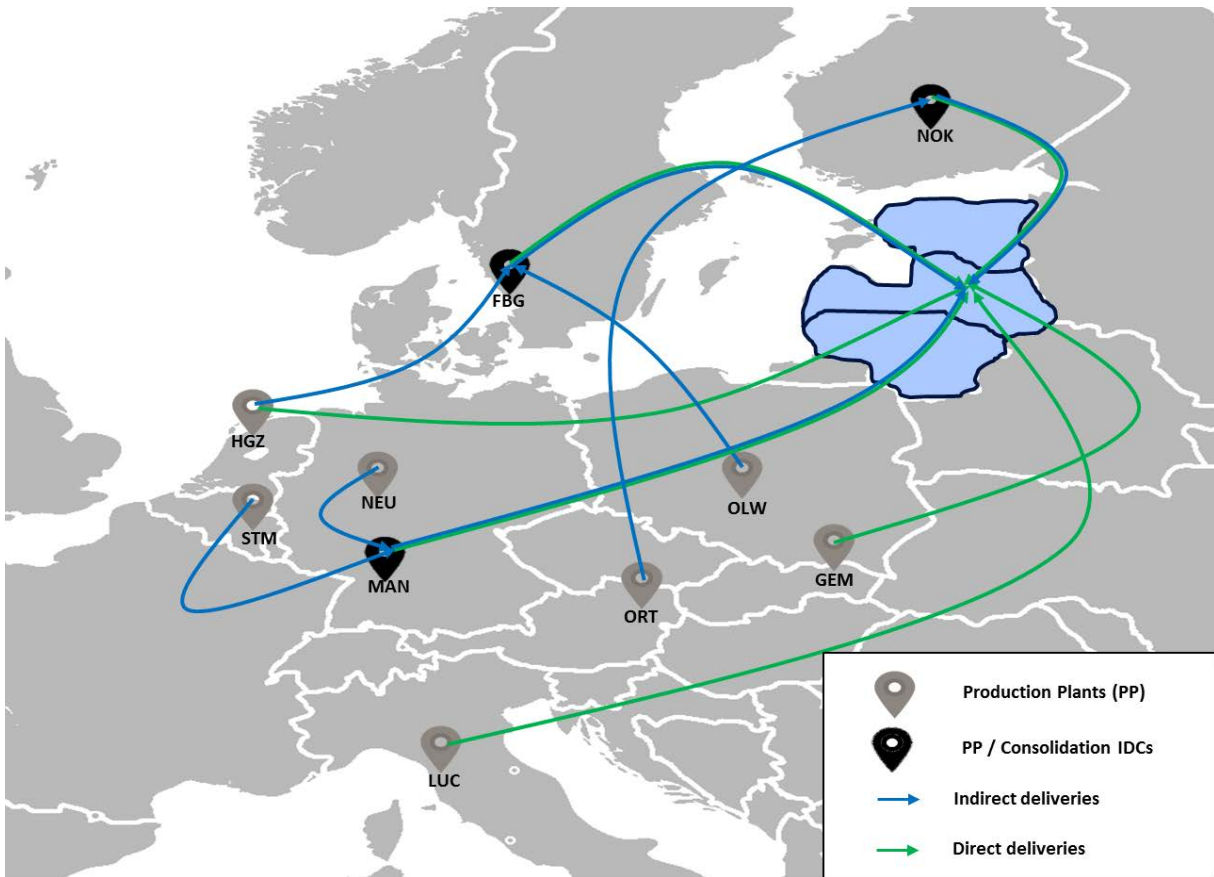 NOK
FBG
HGZ
NEU
OLW
STM
GEM
MAN
ORT
LUC
Production Plants (PP)
PP / Consolidation IDCs
Indirect deliveries
Direct deliveries